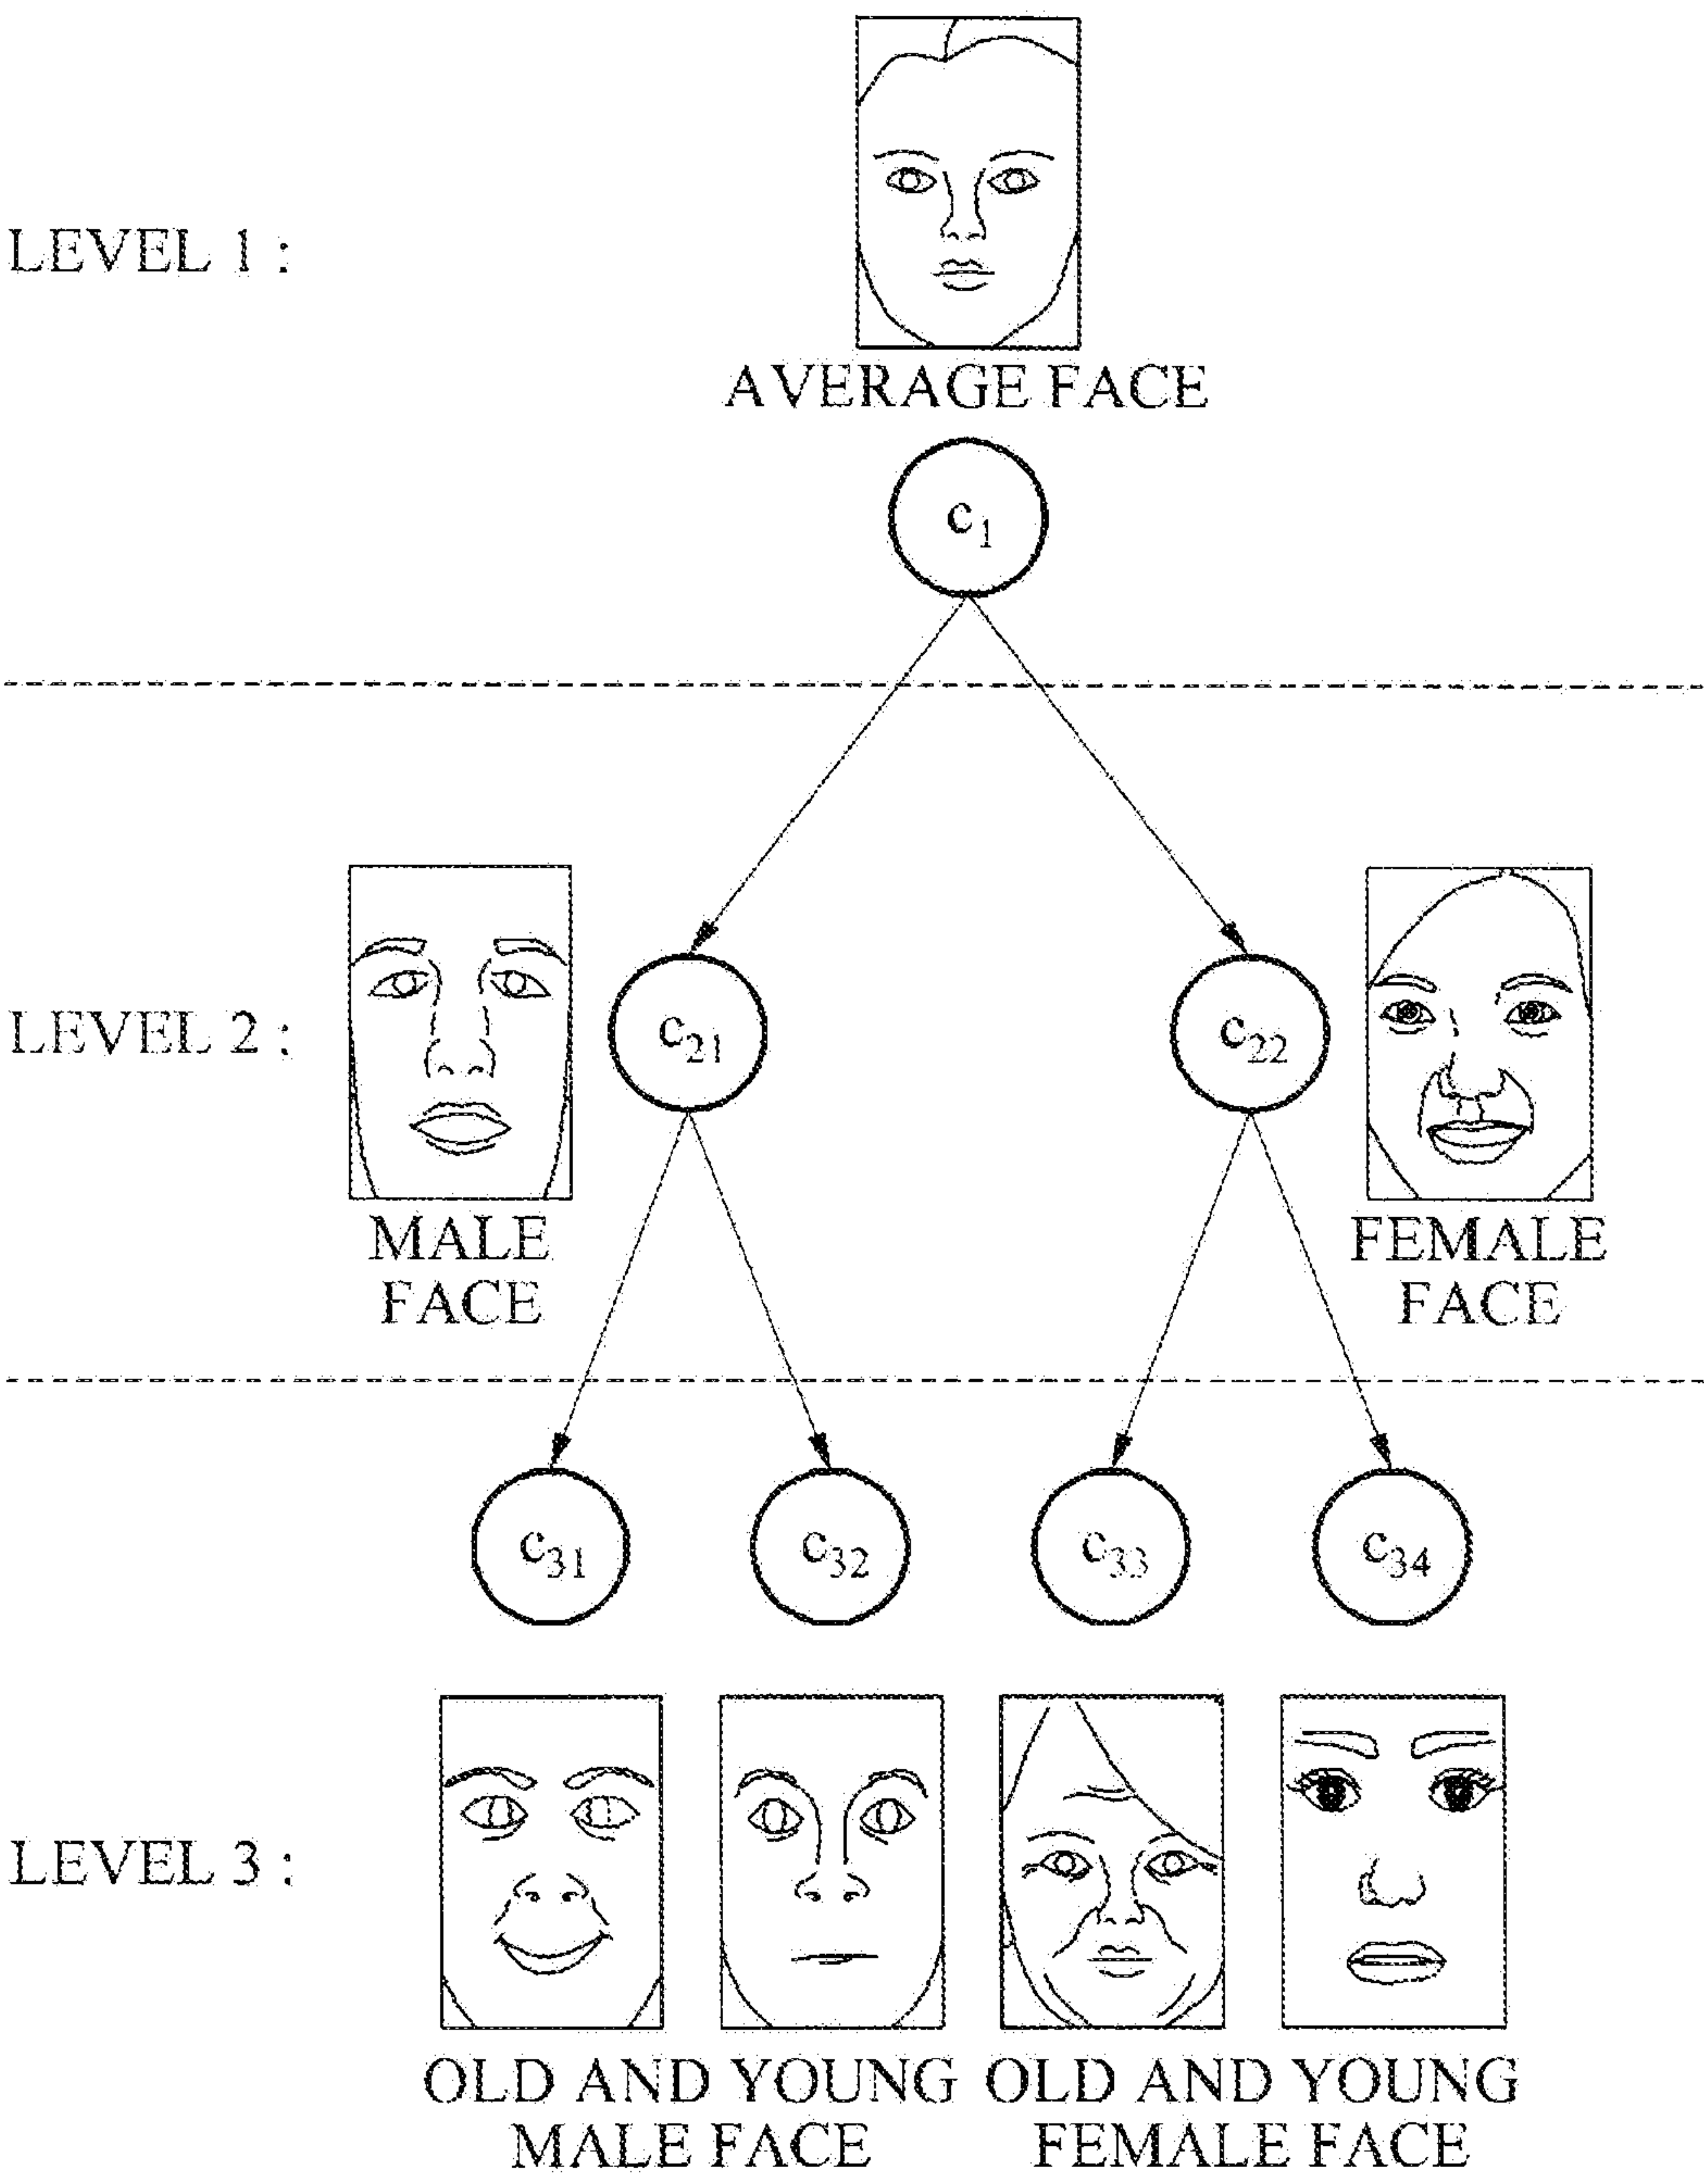 LEVEL 1 :
AVERAGE FACE
c1
LEVEL 2 :
c21
c22
MALE
FACE
FEMALE
FACE
c31
c32
c33
c34
LEVEL 3 :
OLD AND YOUNG
MALE FACE
OLD AND YOUNG
FEMALE FACE